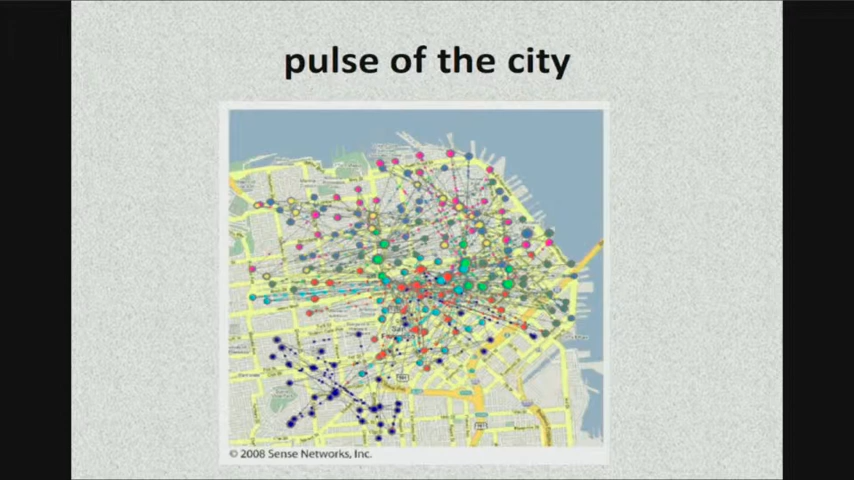 pulse of the city
© 2008 Sense Networks, Inc.